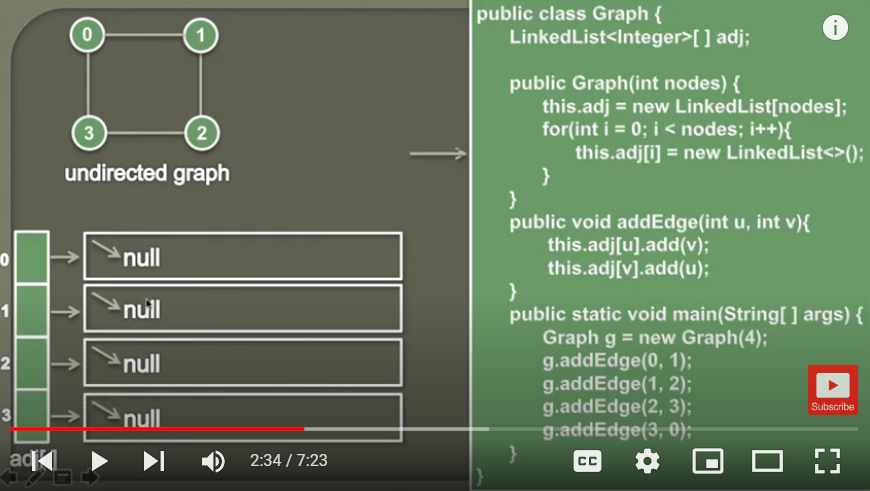 0
1
3
2
undirected graph
0
null
1
null
2
null
3
null
public class Graph {
LinkedList<Integer>[ ] adj;
public Graph(int nodes) {
this.adj = new LinkedList[nodes];
for(int i = 0; i < nodes; i++){
this.adj[i] = new LinkedList<>();
}
}
public void addEdge(int u, int v){
this.adj[u].add(v);
this.adj[v].add(u);
}
public static void main(String[ ] args) {
Graph g = new Graph(4);
g.addEdge(0, 1);
g.addEdge(1, 2);
g.addEdge(2, 3);
g.addEdge(3, 0);
}
}
i
Subscribe
2:34 / 7:23
CC